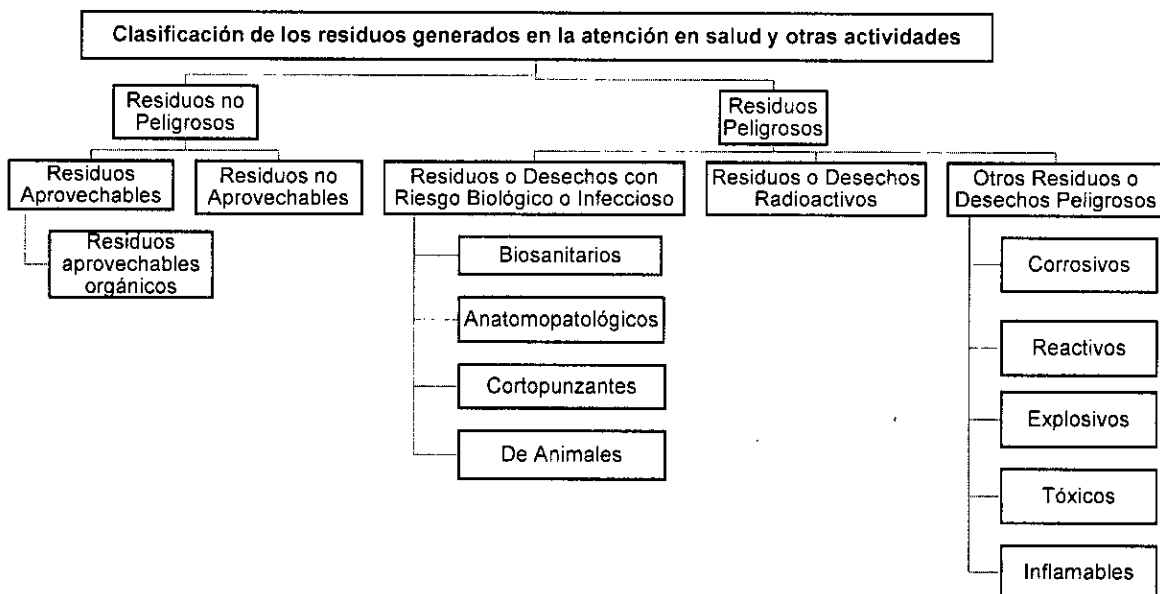 Clasificación de los residuos generados en la atención en salud y otras actividades
Residuos no
Peligrosos
Residuos
Peligrosos
Residuos
Aprovechables
Residuos no
Aprovechables
Residuos o Desechos con
Riesgo Biológico o Infeccioso
Residuos o Desechos
Radioactivos
Otros Residuos o
Desechos Peligrosos
Residuos
aprovechables
orgánicos
Biosanitarios
Anatomopatológicos
Cortopunzantes
De Animales
Corrosivos
Reactivos
Explosivos
Tóxicos
Inflamables